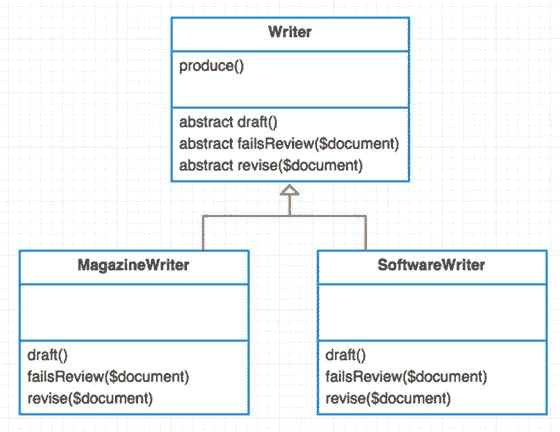 Writer
produce()
abstract draft()
abstract failsReview($document)
abstract revise($document)
MagazineWriter
draft()
failsReview($document)
revise($document)
SoftwareWriter
draft()
failsReview($document)
revise($document)